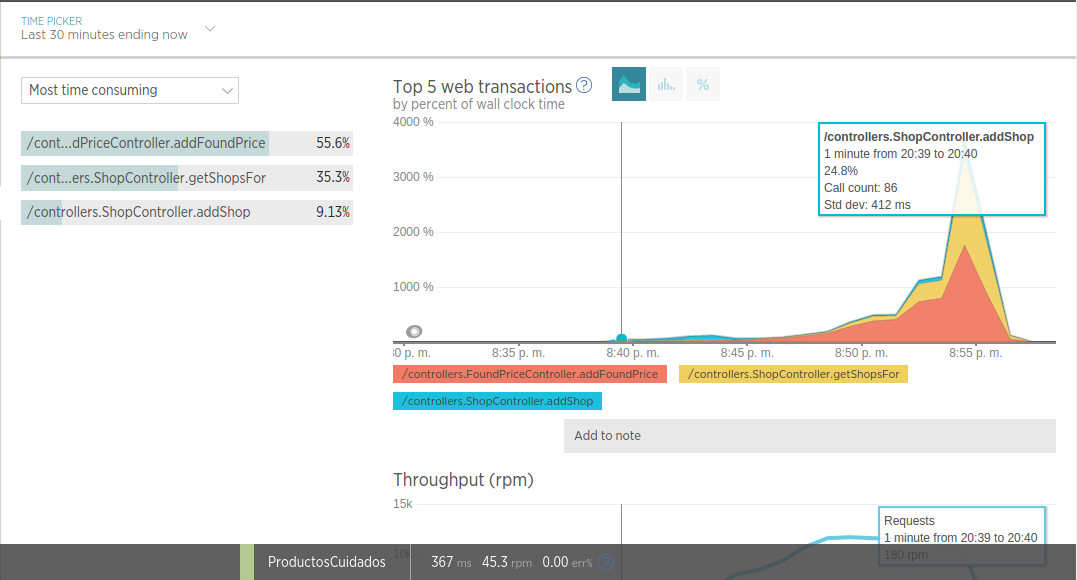 TIME PICKER
Last 30 minutes ending now
Most time consuming
/cont...dPriceController.addFoundPrice 55.6%
/cont...ers.ShopController.getShopsFor 35.3%
/controllers.ShopController.addShop 9.13%
Top 5 web transactions ?
by percent of wall clock time
%
4000 %
3000 %
2000 %
1000 %
/controllers.ShopController.addShop
1 minute from 20:39 to 20:40
24.8%
Call count: 86
Std dev: 412 ms
30 p. m. 8:35 p. m. 8:40 p. m. 8:45 p. m. 8:50 p. m. 8:55 p. m.
/controllers.FoundPriceController.addFoundPrice /controllers.ShopController.getShopsFor
/controllers.ShopController.addShop
Add to note
Throughput (rpm)
15k
10k
Requests
1 minute from 20:39 to 20:40
180 rpm
ProductosCuidados 367 ms 45.3 rpm 0.00 err% ?